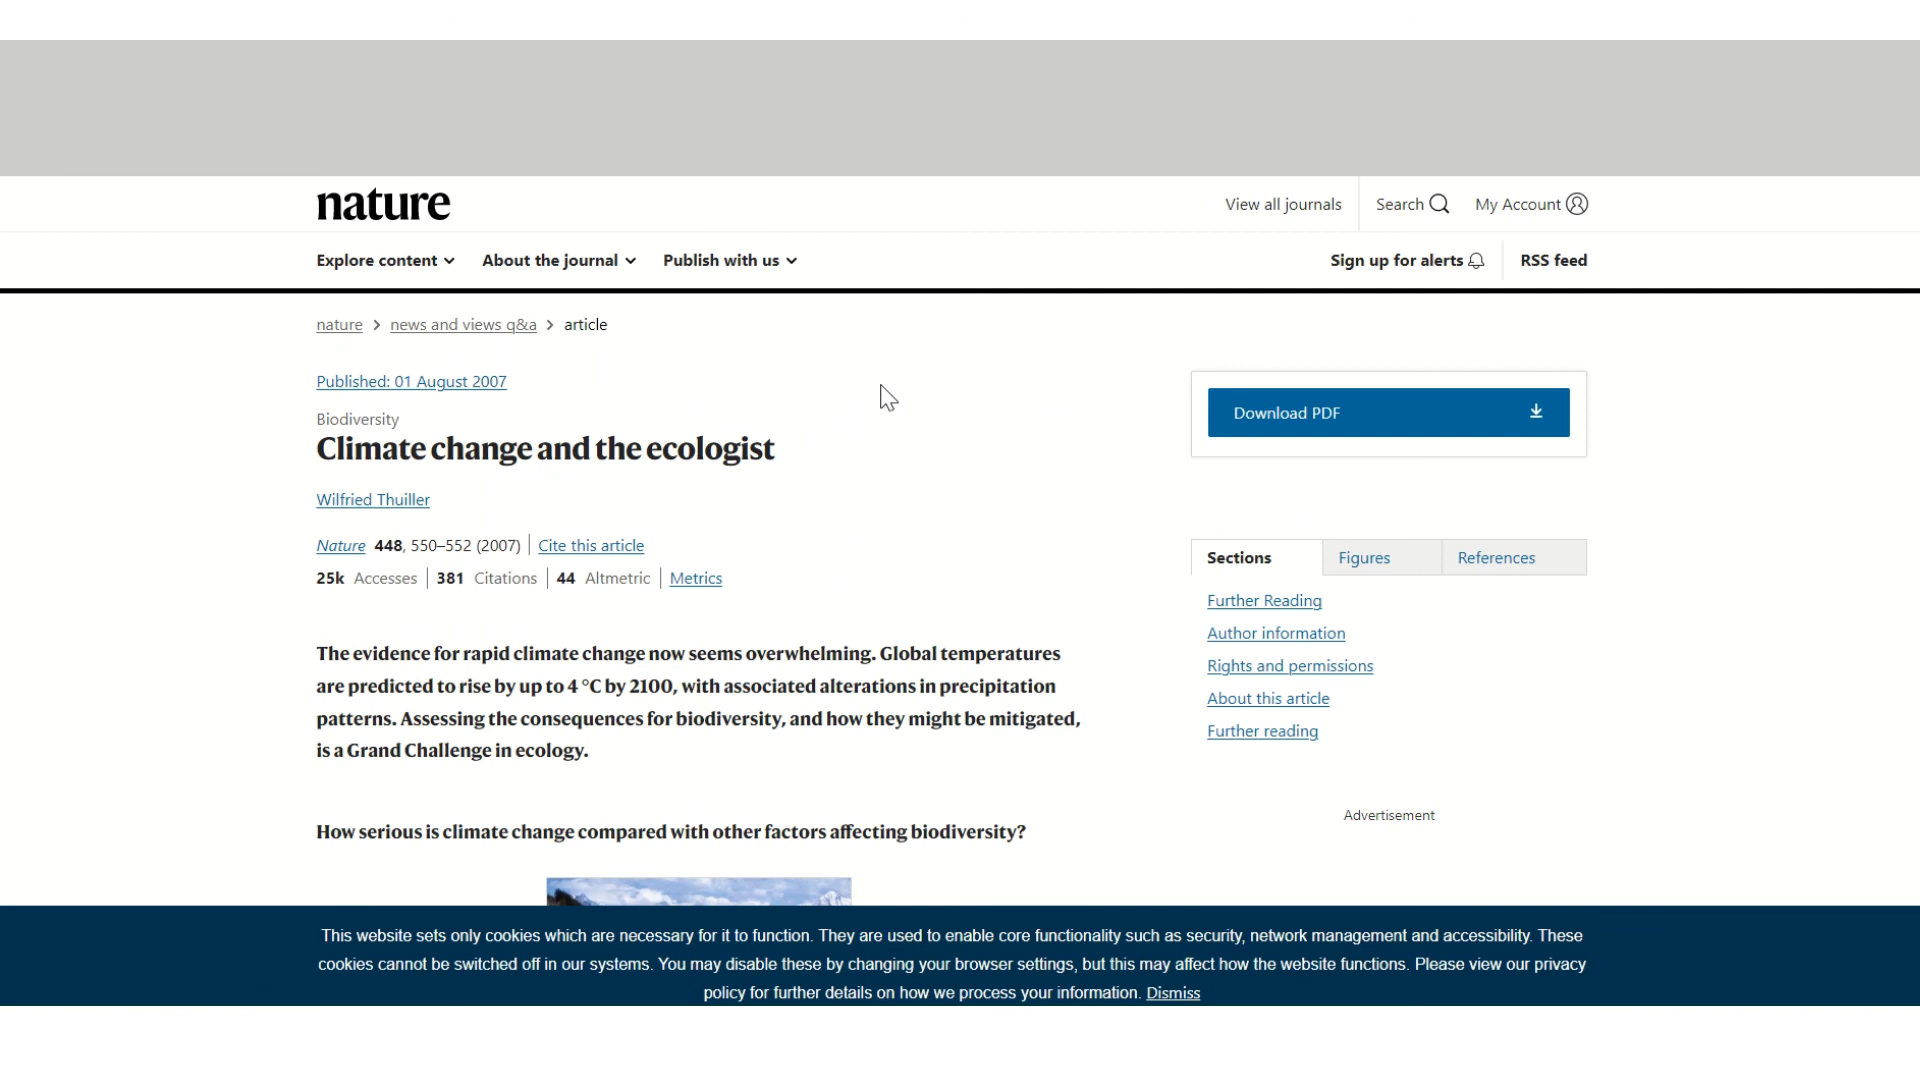 nature
View all journals Search My Account
Explore content About the journal Publish with us Sign up for alerts RSS feed
nature > news and views q&a > article
Published: 01 August 2007
Biodiversity
Climate change and the ecologist
Wilfried Thuiller
Nature 448, 550–552 (2007) Cite this article
25k Accesses 381 Citations 44 Altmetric Metrics
The evidence for rapid climate change now seems overwhelming. Global temperatures
are predicted to rise by up to 4 °C by 2100, with associated alterations in precipitation
patterns. Assessing the consequences for biodiversity, and how they might be mitigated,
is a Grand Challenge in ecology.
How serious is climate change compared with other factors affecting biodiversity?
Download PDF
Sections Figures References
Further Reading
Author information
Rights and permissions
About this article
Further reading
Advertisement
This website sets only cookies which are necessary for it to function. They are used to enable core functionality such as security, network management and accessibility. These
cookies cannot be switched off in our systems. You may disable these by changing your browser settings, but this may affect how the website functions. Please view our privacy
policy for further details on how we process your information. Dismiss